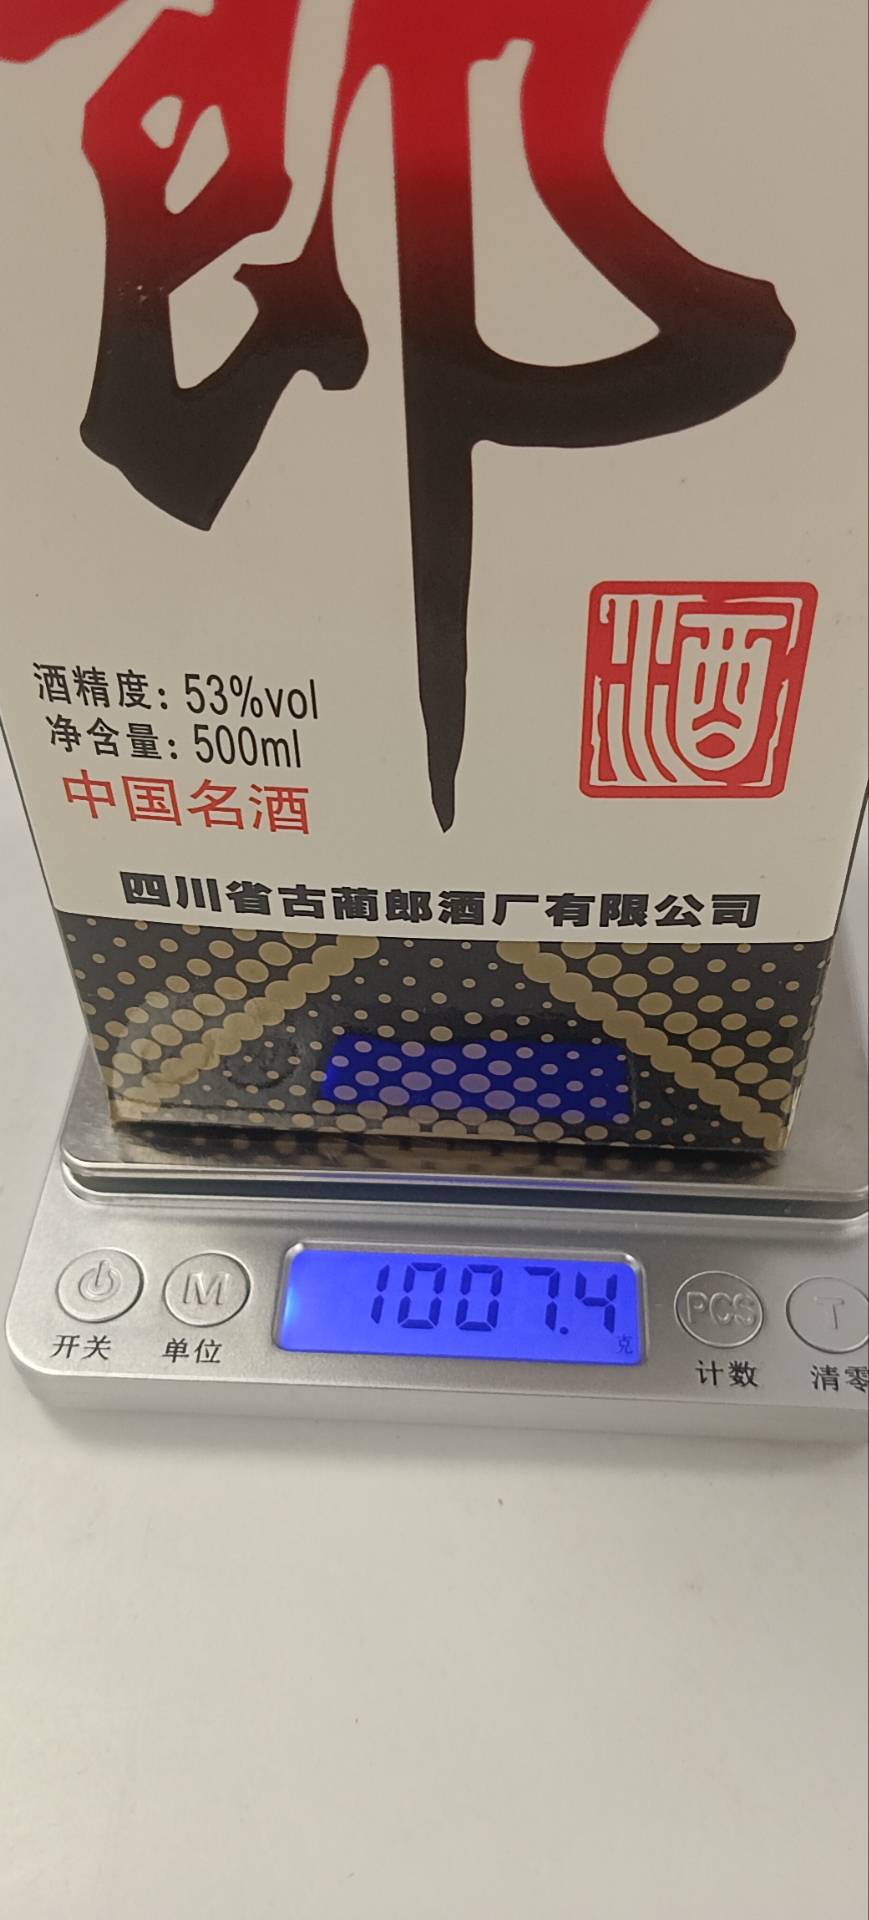 郎
酒
酒精度：53%vol
净含量：500ml
中国名酒
四川省古蔺郎酒厂有限公司
1007.4
克
M
PCS
T
开关
单位
计数
清零